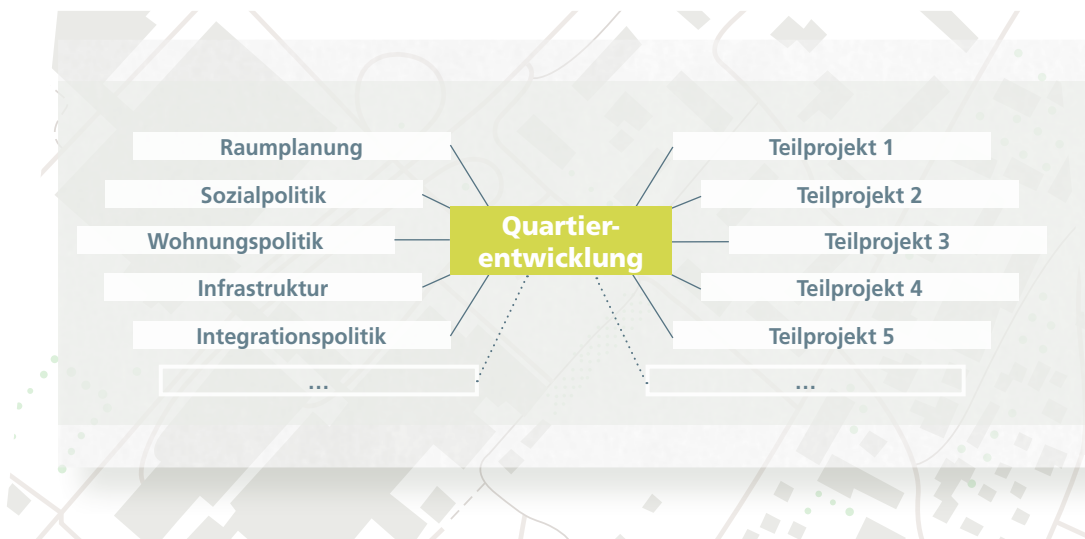 Raumplanung
Sozialpolitik
Wohnungspolitik
Infrastruktur
Integrationspolitik
...
Quartier-
entwicklung
Teilprojekt 1
Teilprojekt 2
Teilprojekt 3
Teilprojekt 4
Teilprojekt 5
...